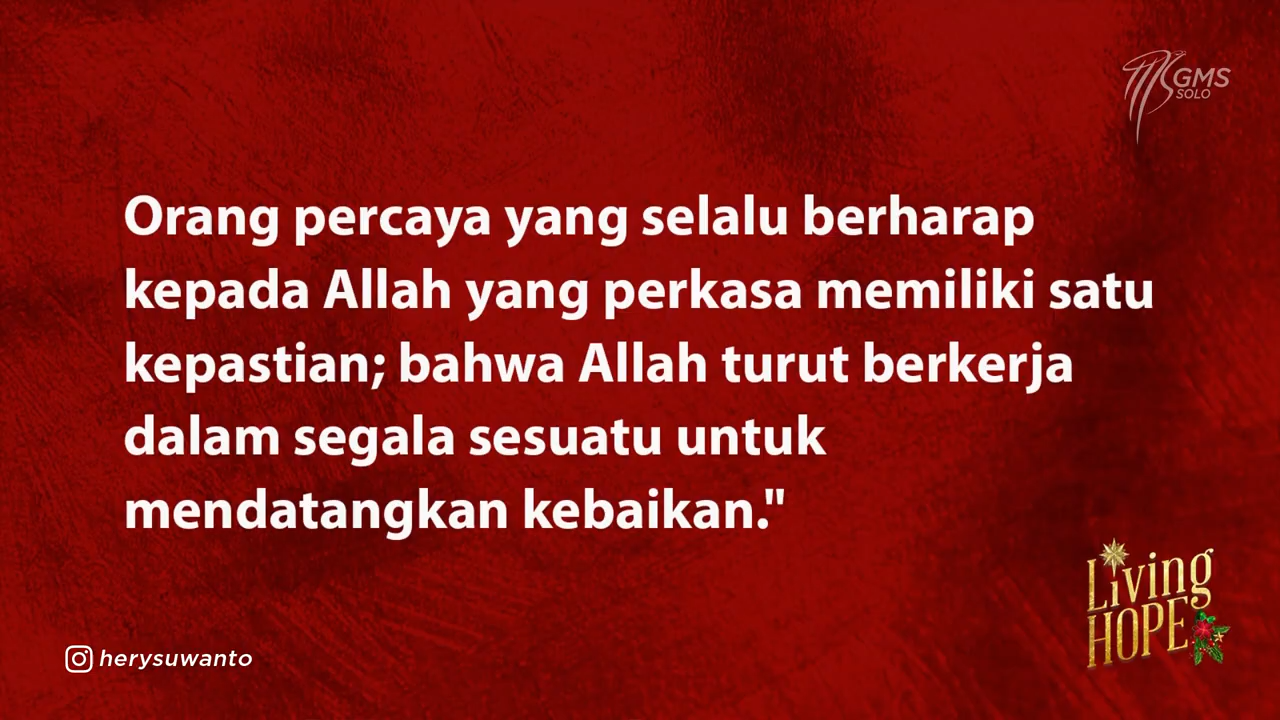 GMS
SOLO
Orang percaya yang selalu berharap
kepada Allah yang perkasa memiliki satu
kepastian; bahwa Allah turut berkerja
dalam segala sesuatu untuk
mendatangkan kebaikan."
Living
HOPE
herysuwanto